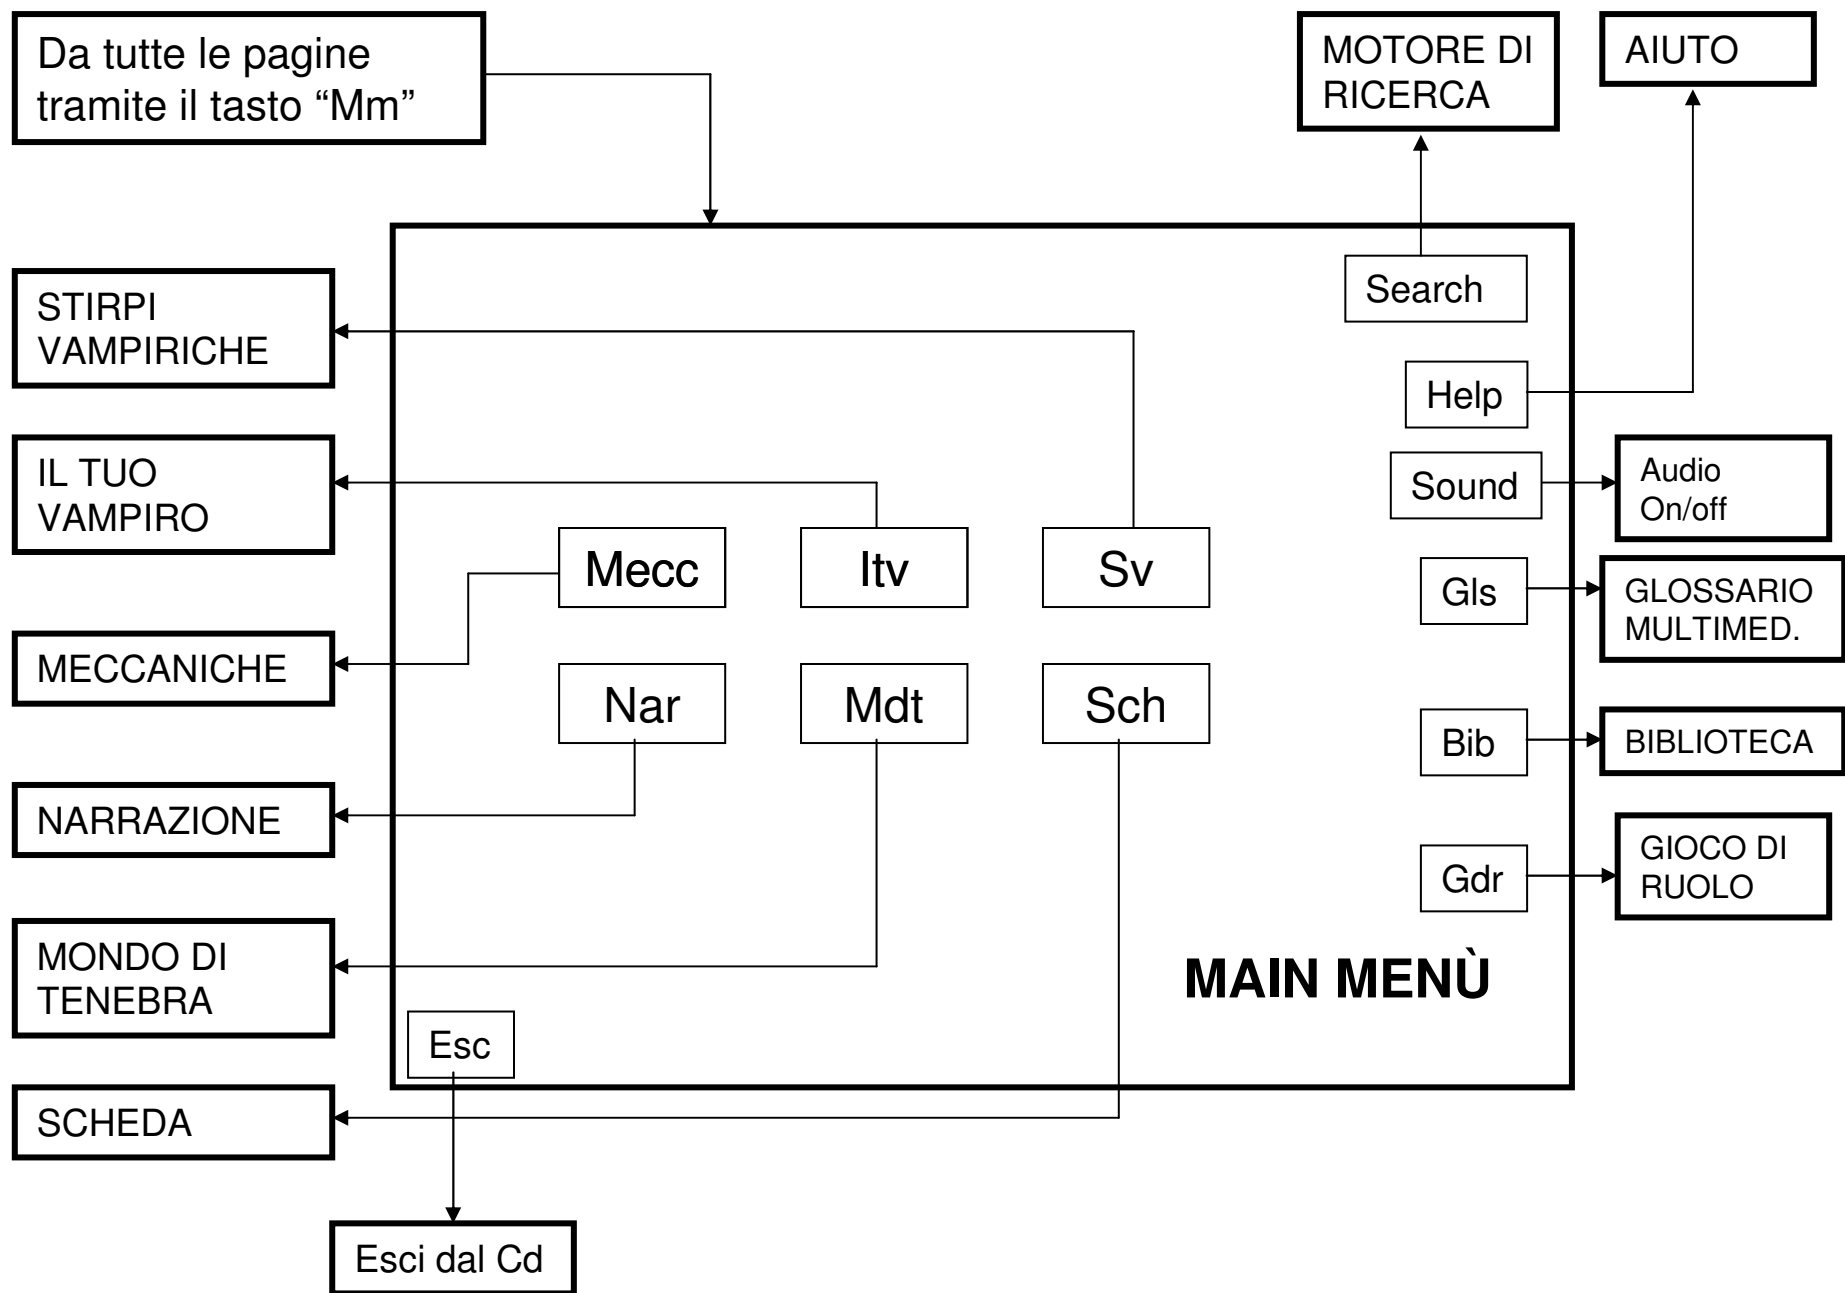 Da tutte le pagine
tramite il tasto “Mm”
MOTORE DI
RICERCA
AIUTO
STIRPI
VAMPIRICHE
Search
Help
IL TUO
VAMPIRO
Sound
Audio
On/off
Mecc
Itv
Sv
Gls
GLOSSARIO
MULTIMED.
MECCANICHE
Nar
Mdt
Sch
Bib
BIBLIOTECA
NARRAZIONE
Gdr
GIOCO DI
RUOLO
MONDO DI
TENEBRA
MAIN MENÙ
Esc
SCHEDA
Esci dal Cd